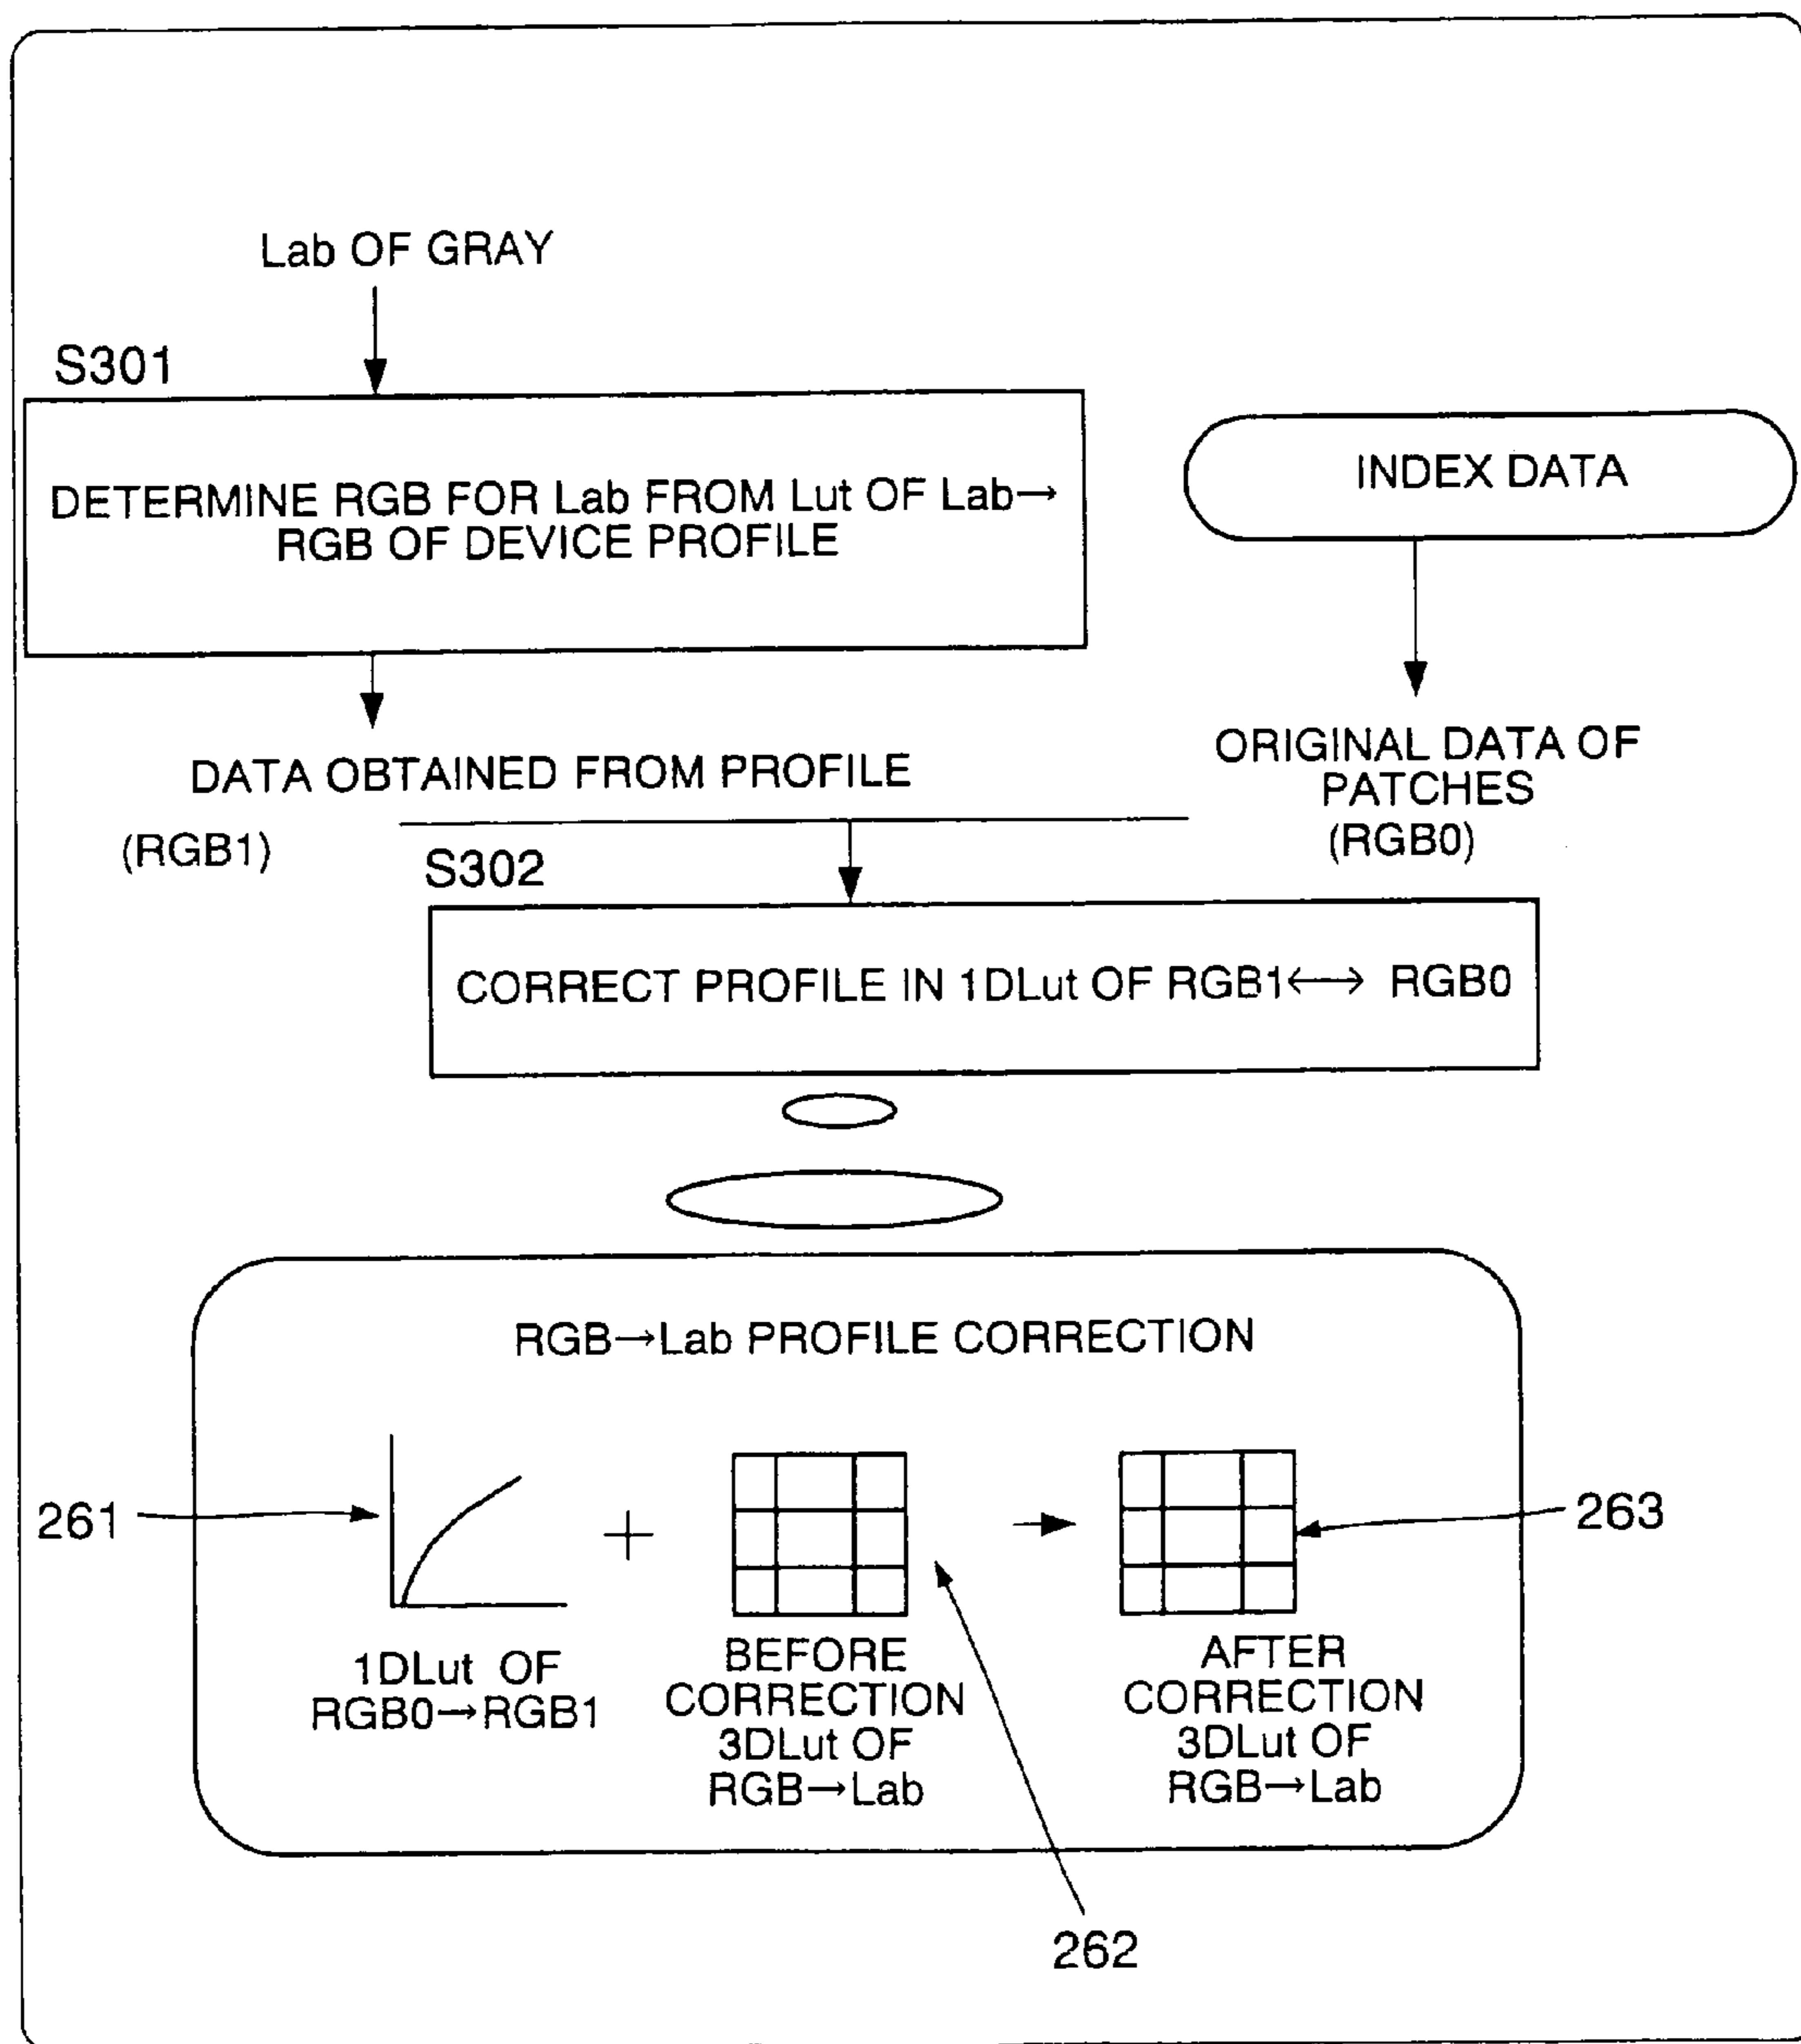 Lab OF GRAY
S301
DETERMINE RGB FOR Lab FROM Lut OF Lab→
RGB OF DEVICE PROFILE
INDEX DATA
DATA OBTAINED FROM PROFILE
(RGB1)
ORIGINAL DATA OF
PATCHES
(RGB0)
S302
CORRECT PROFILE IN 1DLut OF RGB1↔ RGB0
RGB→Lab PROFILE CORRECTION
261
+
263
1DLut OF
RGB0→RGB1
BEFORE
CORRECTION
3DLut OF
RGB→Lab
AFTER
CORRECTION
3DLut OF
RGB→Lab
262